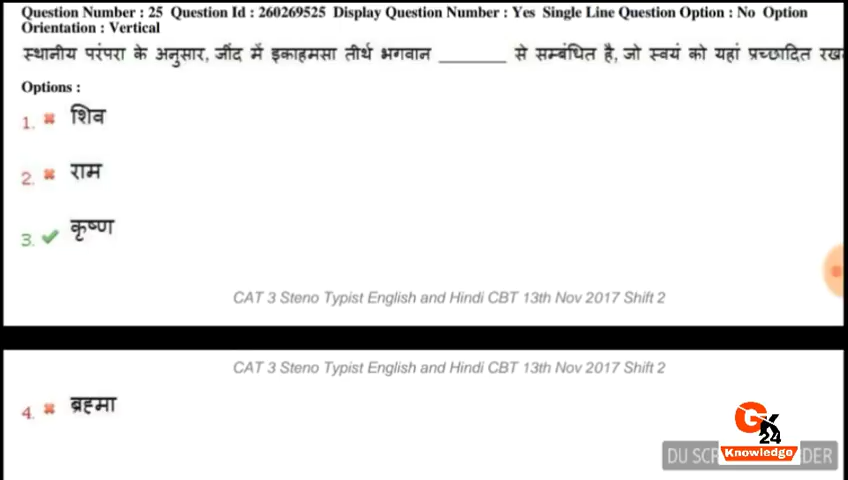 Question Number : 25 Question Id : 260269525 Display Question Number : Yes Single Line Question Option : No Option
Orientation : Vertical
स्थानीय परंपरा के अनुसार, जींद में इकाहमसा तीर्थ भगवान _______ से सम्बंधित है, जो स्वयं को यहां प्रच्छादित रख
Options :
1. ✖ शिव
2. ✖ राम
3. ✔ कृष्ण
CAT 3 Steno Typist English and Hindi CBT 13th Nov 2017 Shift 2
CAT 3 Steno Typist English and Hindi CBT 13th Nov 2017 Shift 2
4. ✖ ब्रह्मा
GK
24
Knowledge
DU SCR DER